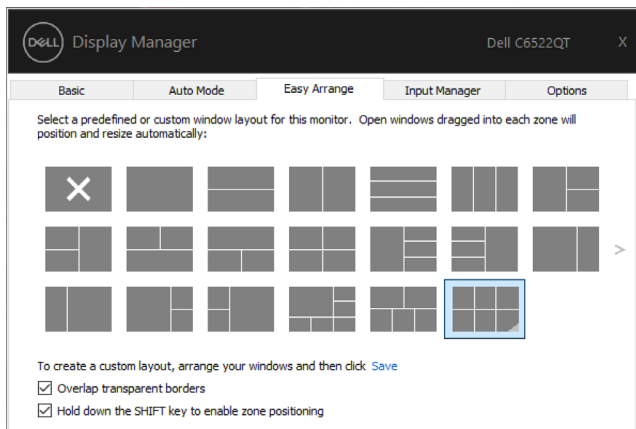 DELL Display Manager Dell C6522QT X
Basic Auto Mode Easy Arrange Input Manager Options
Select a predefined or custom window layout for this monitor. Open windows dragged into each zone will
position and resize automatically:
To create a custom layout, arrange your windows and then click Save
Overlap transparent borders
Hold down the SHIFT key to enable zone positioning